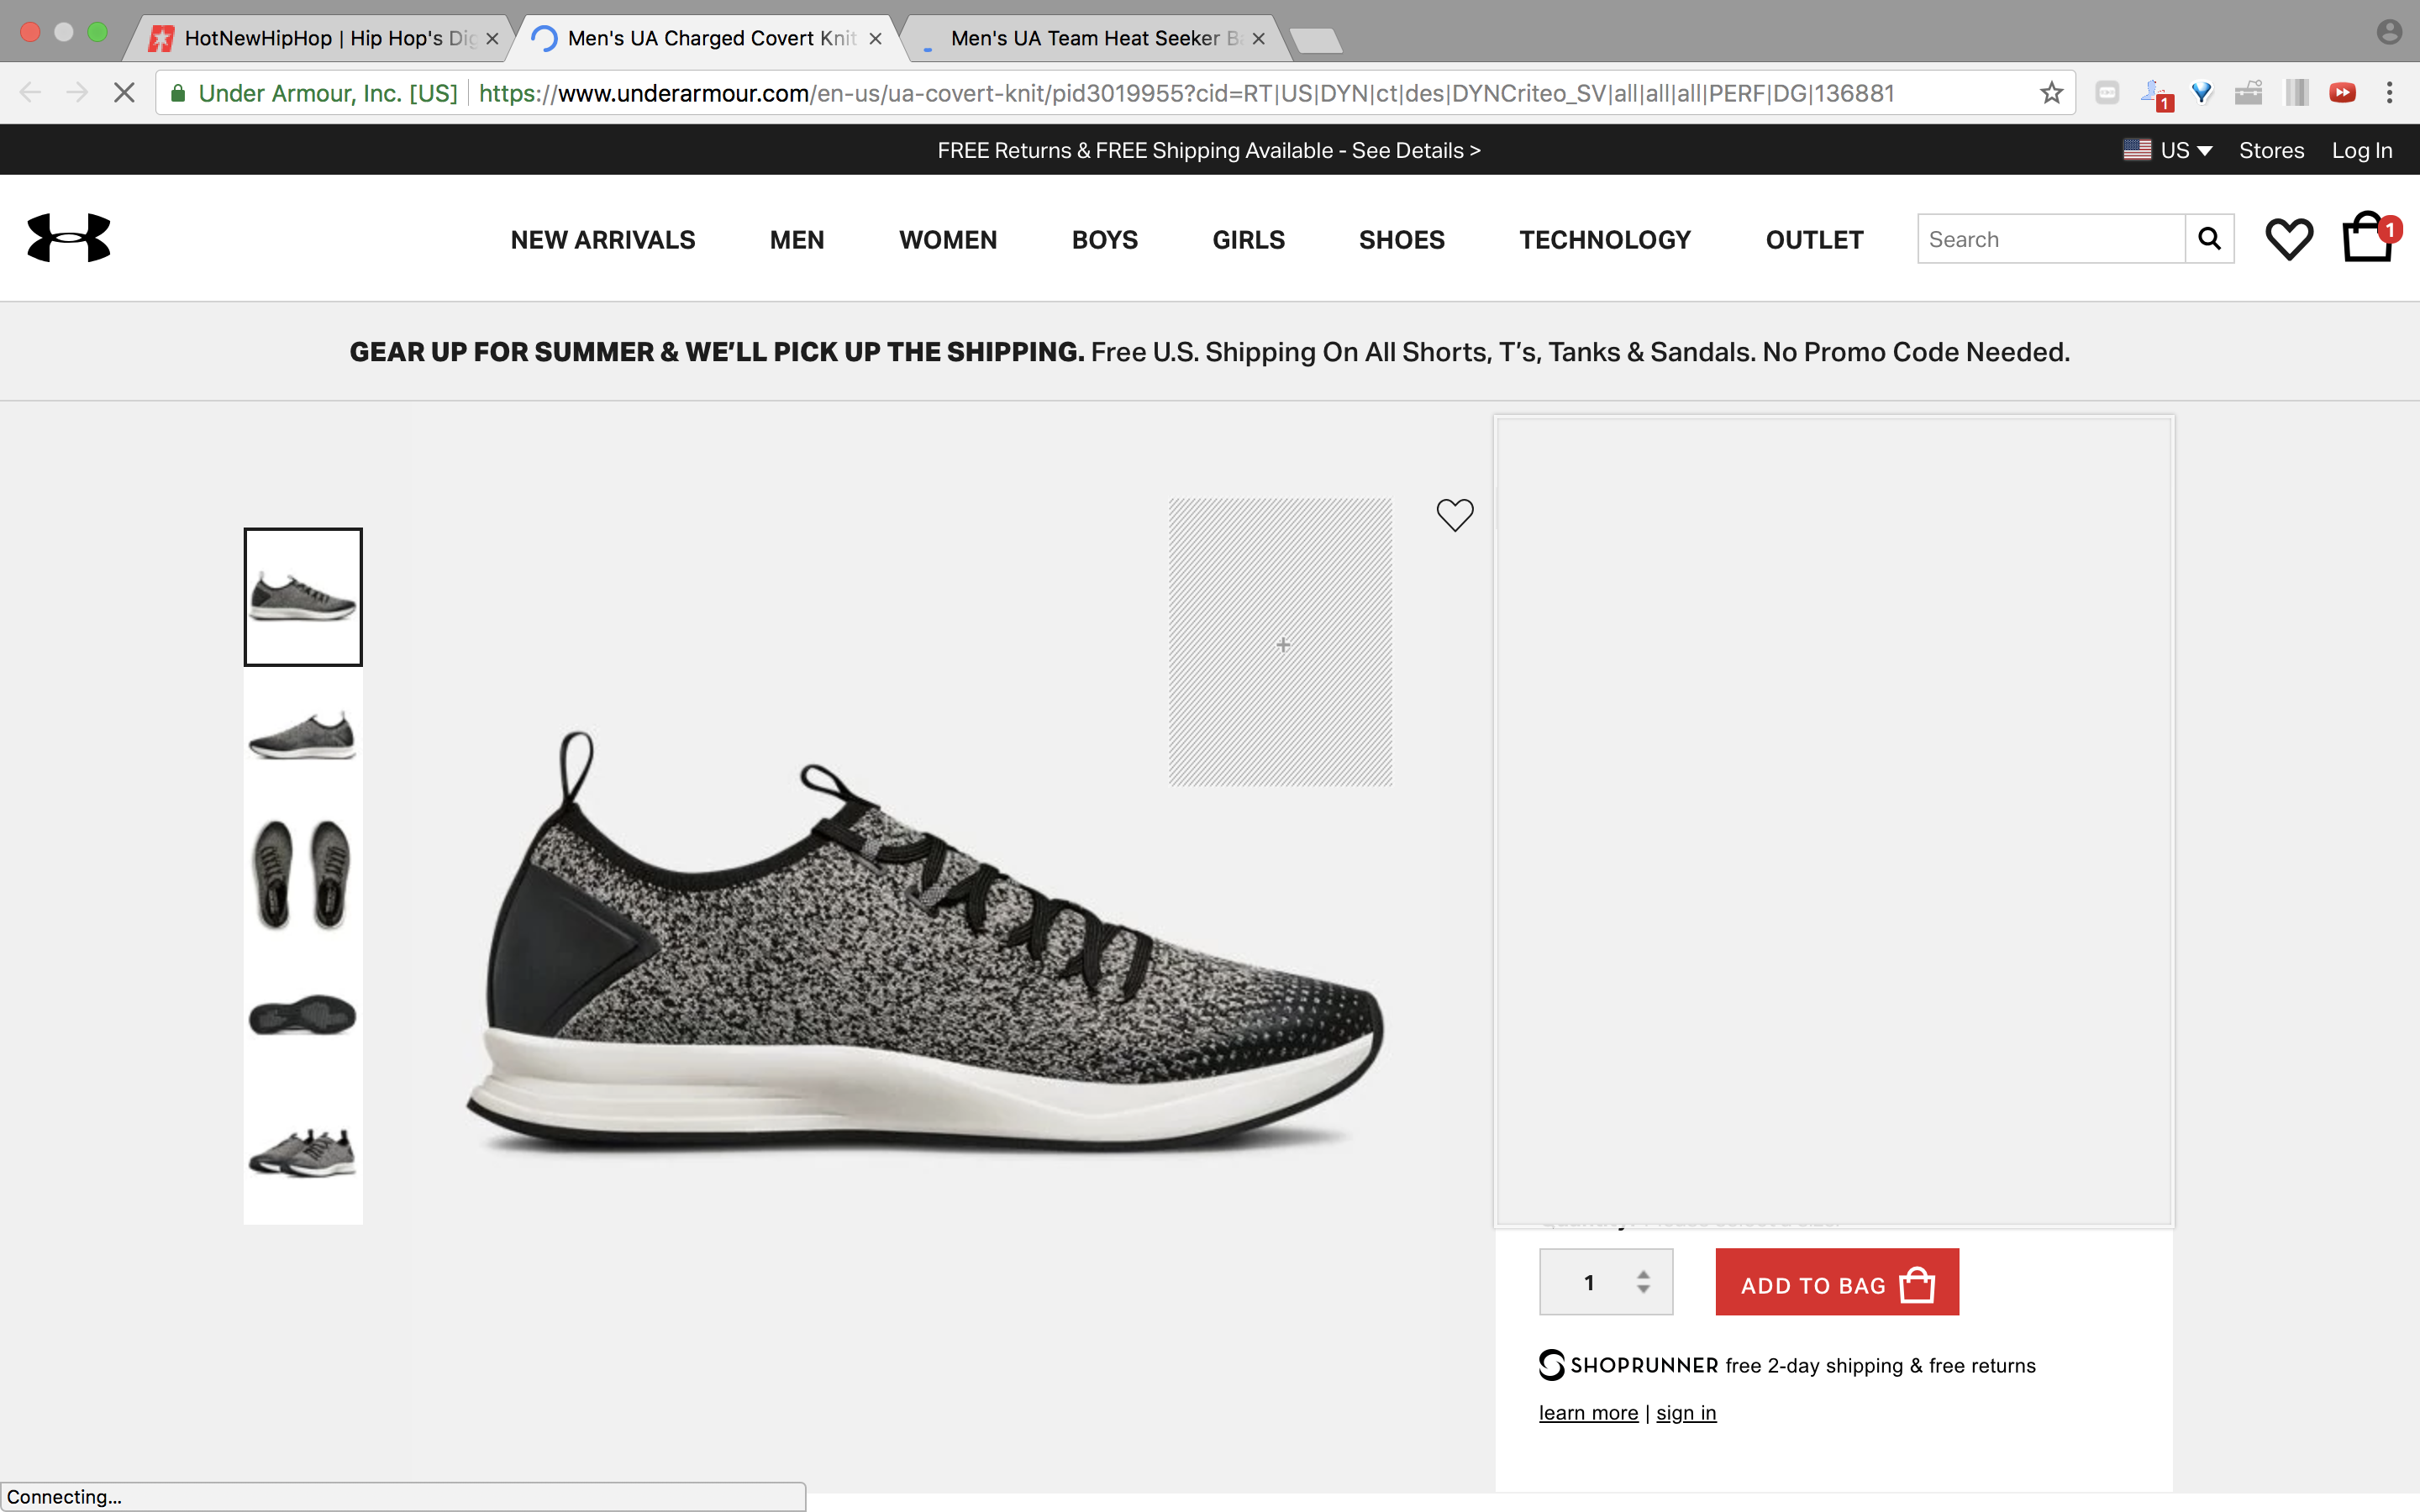 HotNewHipHop | Hip Hop's Dig
Men's UA Charged Covert Knit
Men's UA Team Heat Seeker Ba
Under Armour, Inc. [US]
https://www.underarmour.com/en-us/ua-covert-knit/pid3019955?cid=RT|US|DYN|ct|des|DYNCriteo_SV|all|all|all|PERF|DG|136881
1
FREE Returns & FREE Shipping Available - See Details >
US
Stores
Log In
NEW ARRIVALS
MEN
WOMEN
BOYS
GIRLS
SHOES
TECHNOLOGY
OUTLET
Search
1
GEAR UP FOR SUMMER & WE’LL PICK UP THE SHIPPING. Free U.S. Shipping On All Shorts, T’s, Tanks & Sandals. No Promo Code Needed.
+
1
ADD TO BAG
SHOPRUNNER free 2-day shipping & free returns
learn more | sign in
Connecting...